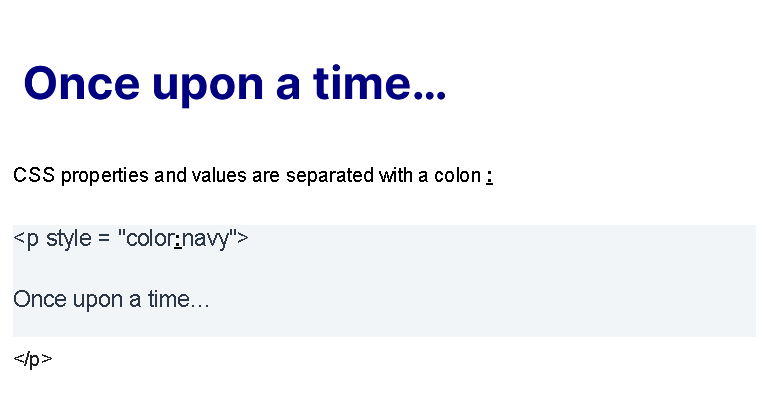 Once upon a time...
CSS properties and values are separated with a colon :
<p style = "color:navy">
Once upon a time...
</p>